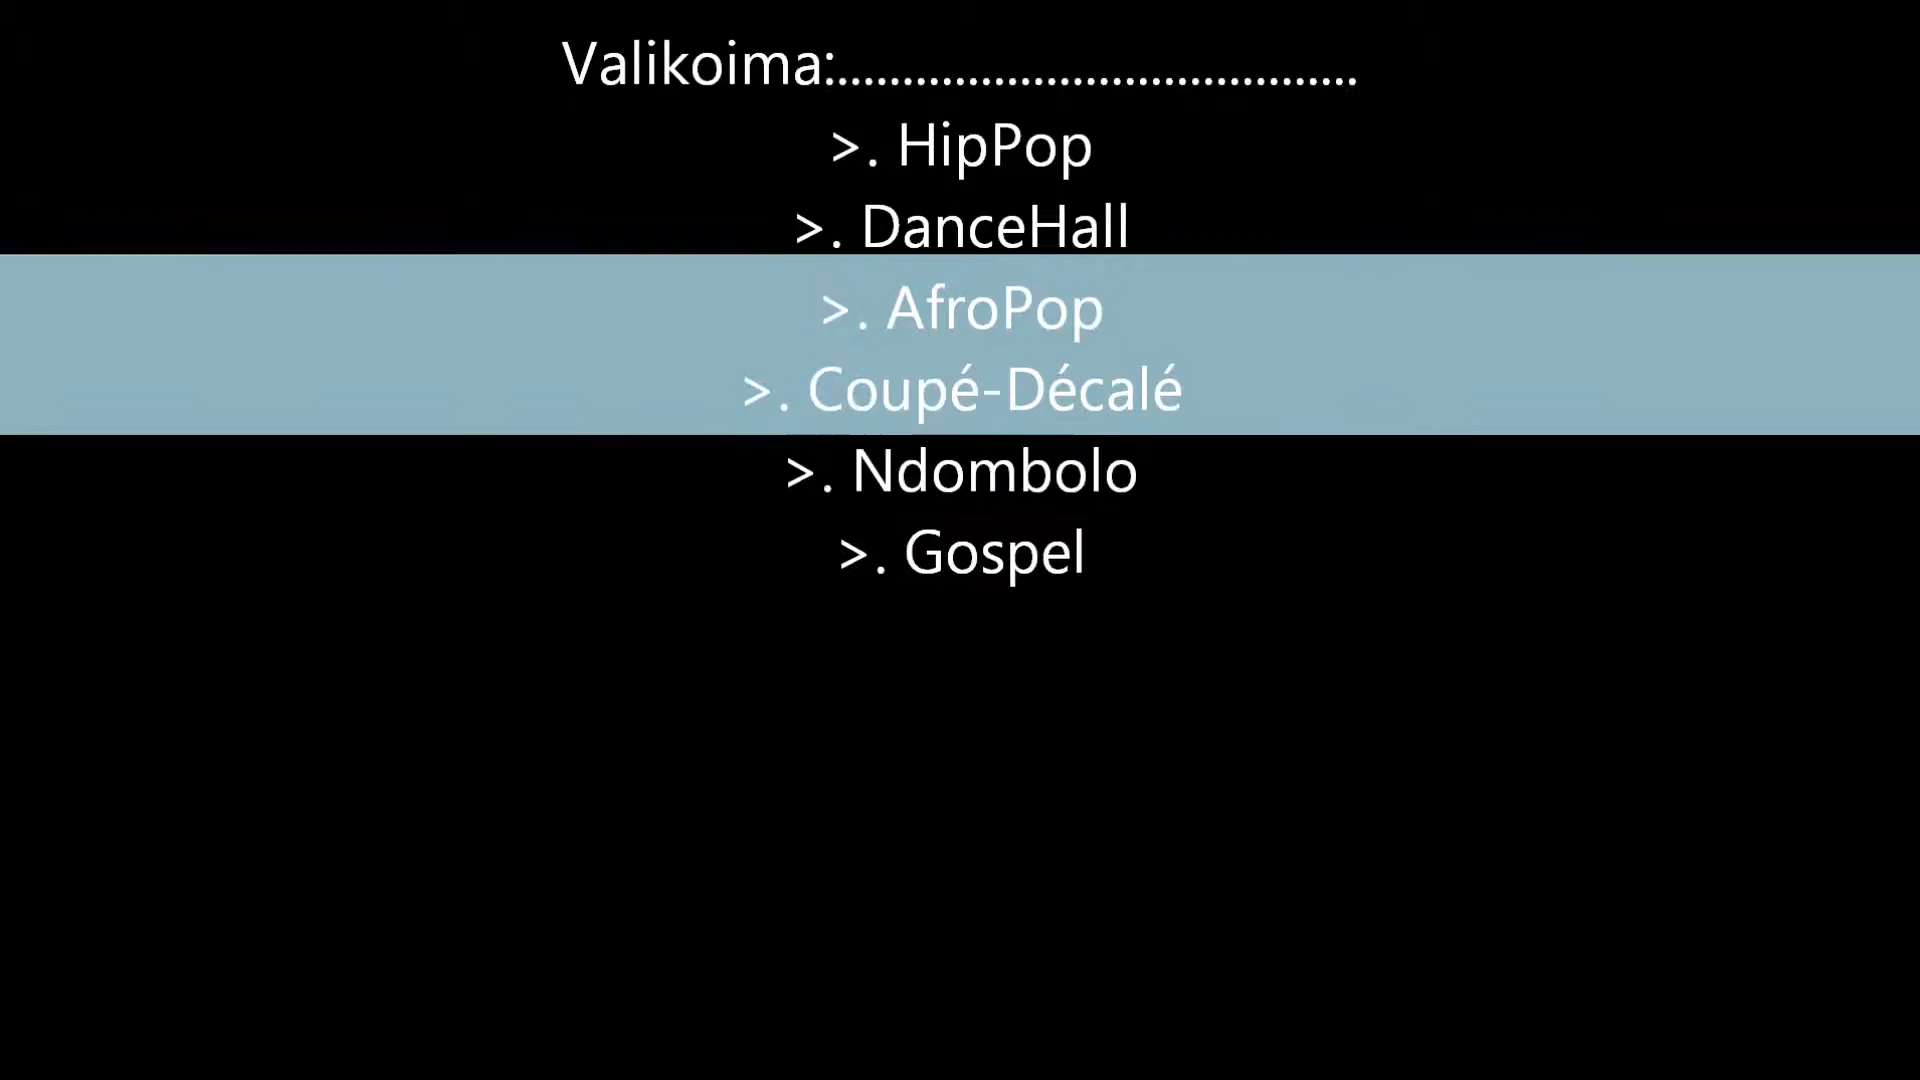 Valikoima:........................................
>. HipPop
>. DanceHall
>. AfroPop
>. Coupé-Décalé
>. Ndombolo
>. Gospel